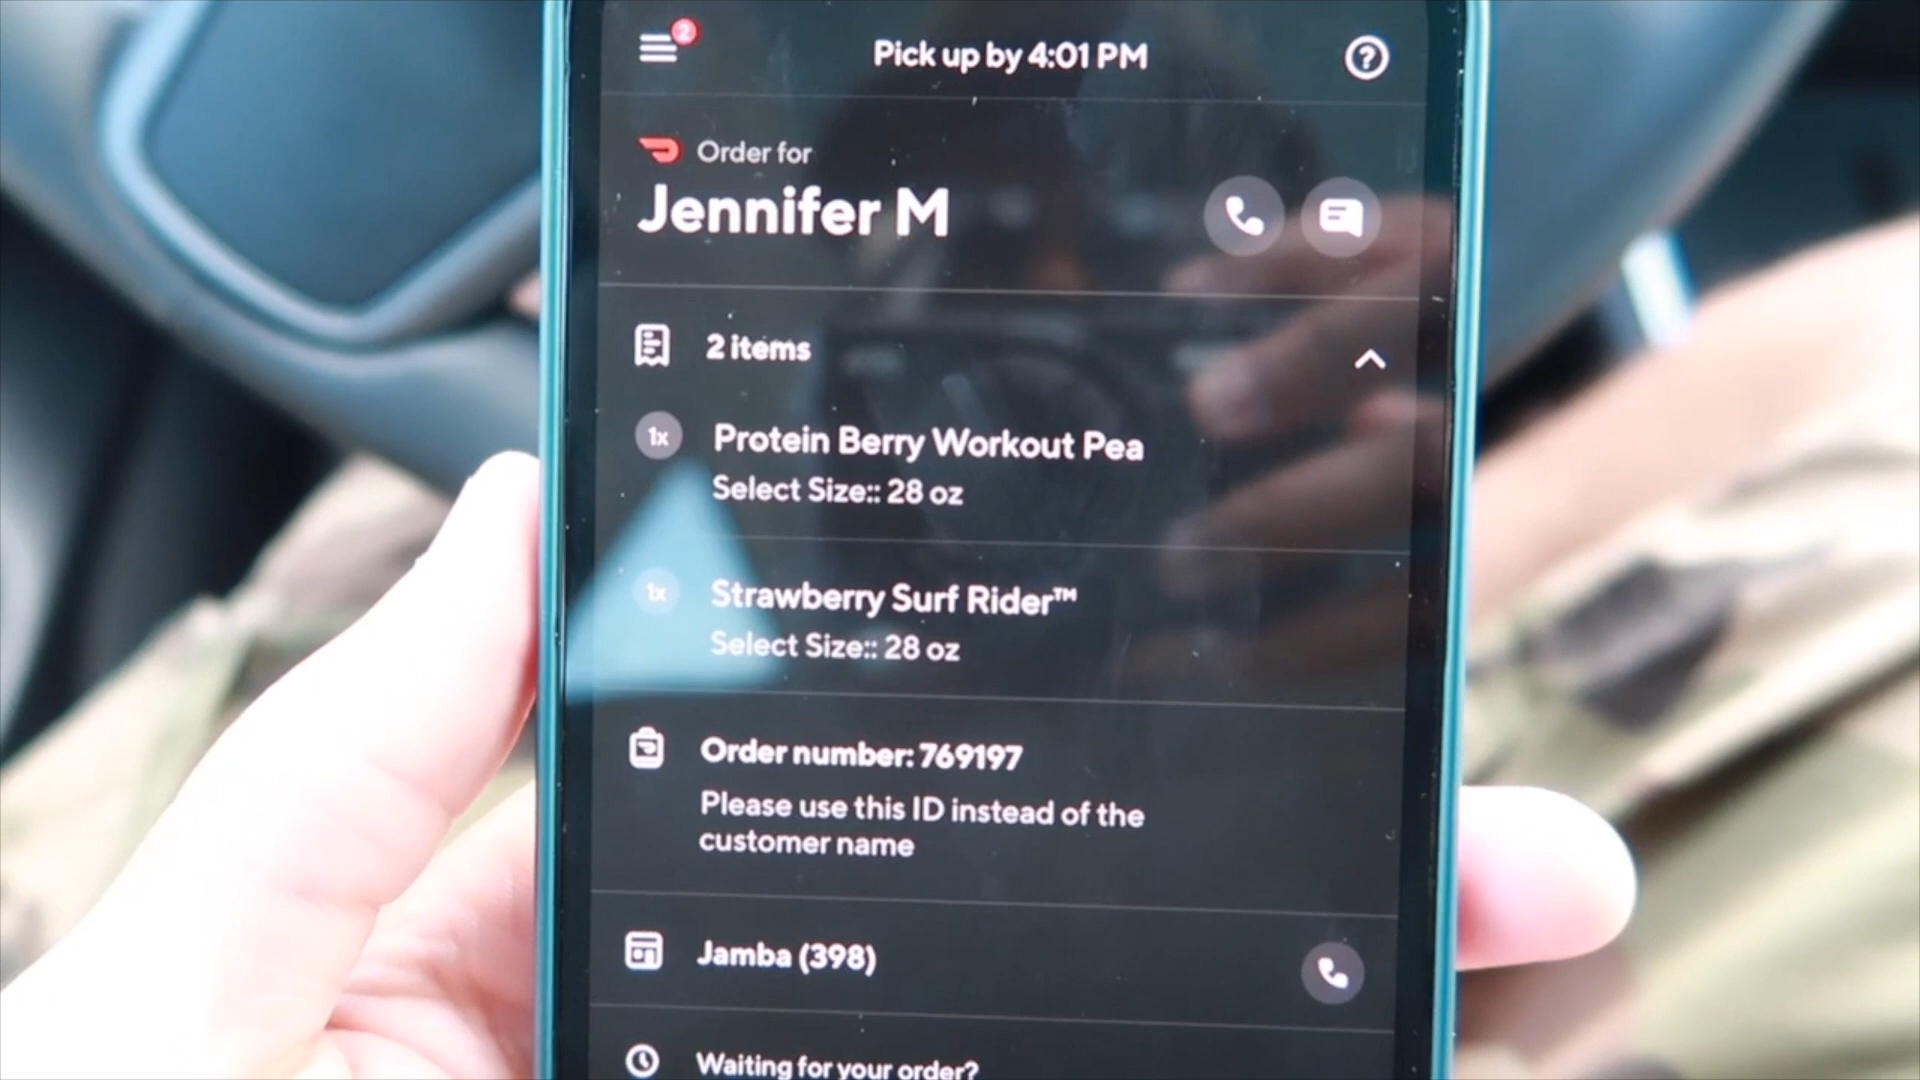 2
Pick up by 4:01 PM
?
Order for
Jennifer M
2 items
1x
Protein Berry Workout Pea
Select Size:: 28 oz
1x
Strawberry Surf Rider™
Select Size:: 28 oz
Order number: 769197
Please use this ID instead of the
customer name
Jamba (398)
Waiting for your order?